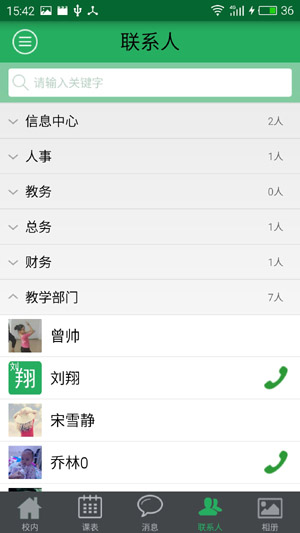 15:42 4G 36
联系人
请输入关键字
信息中心 2人
人事 1人
教务 0人
总务 1人
财务 1人
教学部门 7人
曾帅
刘翔
刘翔
宋雪静
乔林0
校内 课表 消息 联系人 相册